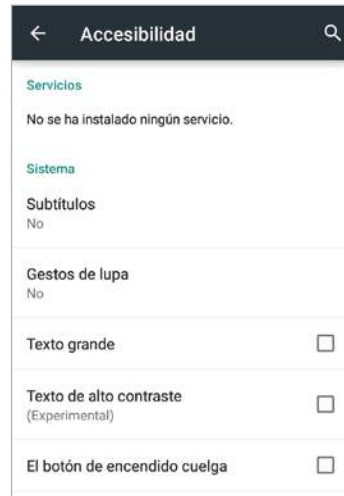 Accesibilidad
Servicios
No se ha instalado ningún servicio.
Sistema
Subtítulos
No
Gestos de lupa
No
Texto grande
Texto de alto contraste
(Experimental)
El botón de encendido cuelga